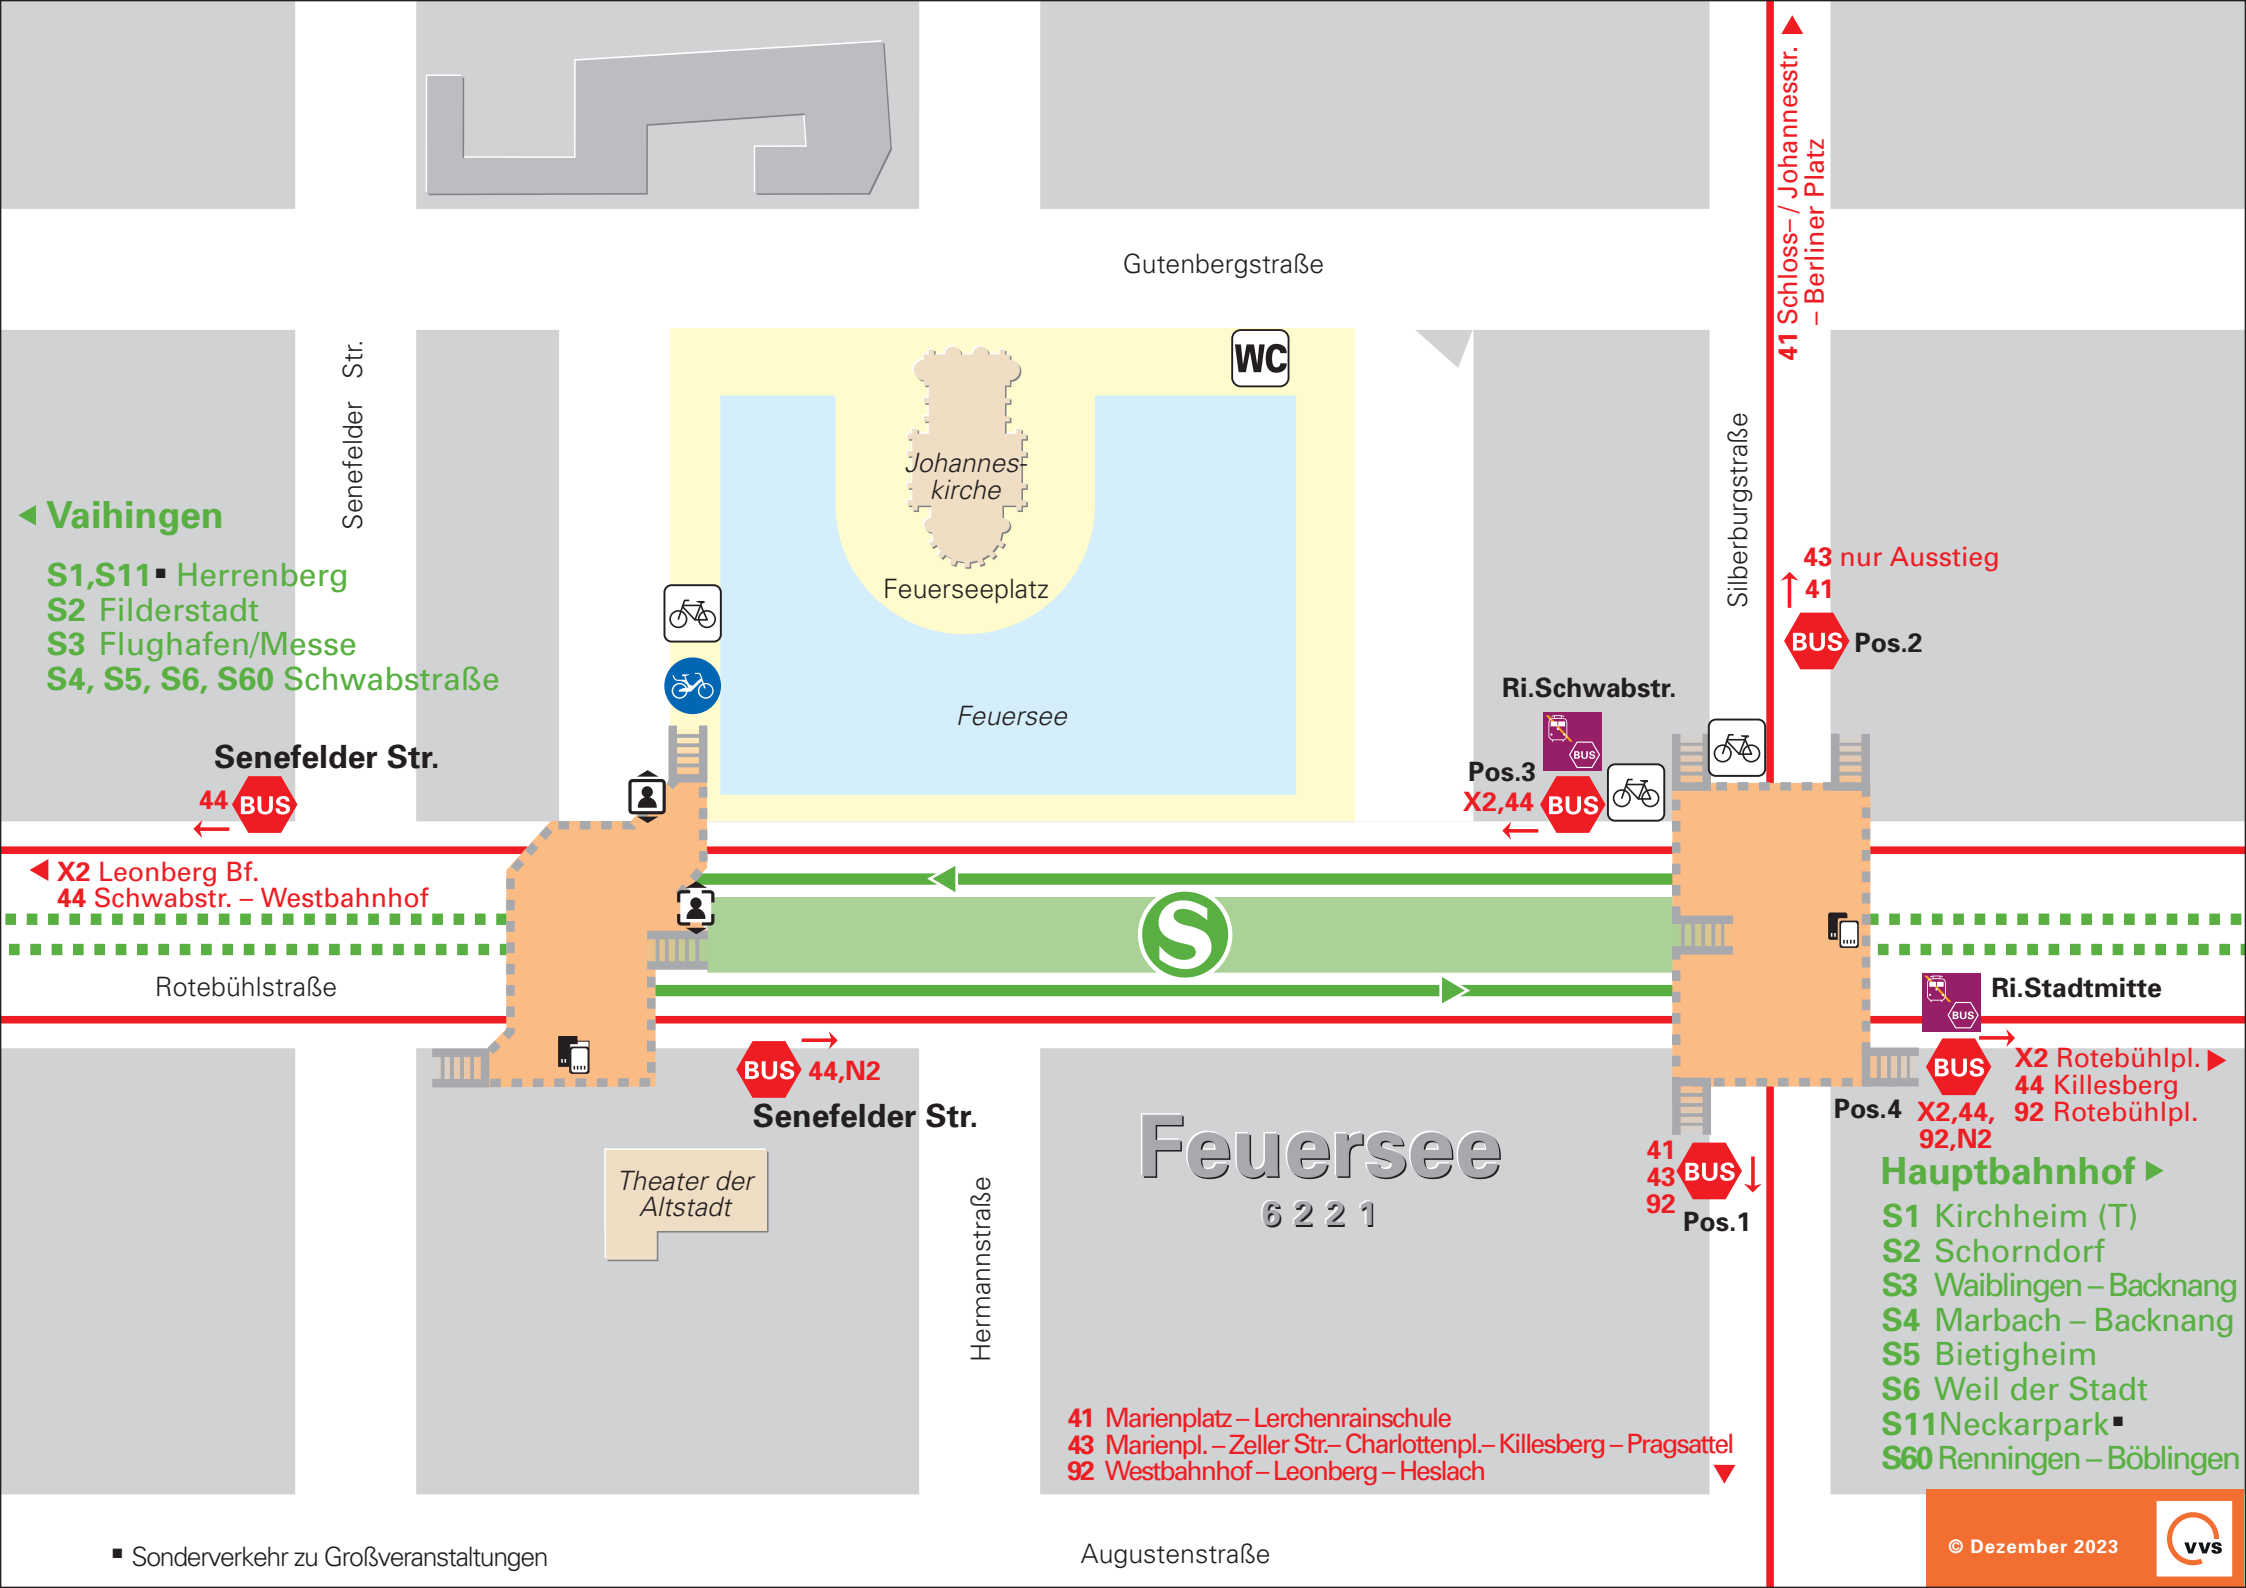 41 Schloss– / Johannesstr.
– Berliner Platz
Gutenbergstraße
Senefelder Str.
WC
Johannes-
kirche
Feuerseeplatz
Feuersee
Silberburgstraße
Vaihingen
S1,S11▪ Herrenberg
S2 Filderstadt
S3 Flughafen/Messe
S4, S5, S6, S60 Schwabstraße
43 nur Ausstieg
41
BUS Pos.2
Ri.Schwabstr.
BUS
Pos.3
X2,44 BUS
Senefelder Str.
44 BUS
X2 Leonberg Bf.
44 Schwabstr. – Westbahnhof
S
Rotebühlstraße
Ri.Stadtmitte
BUS
BUS 44,N2
Senefelder Str.
BUS
X2 Rotebühlpl.
44 Killesberg
92 Rotebühlpl.
Pos.4 X2,44,
92,N2
Feuersee
6221
41
43
92
BUS
Pos.1
Theater der
Altstadt
Hermannstraße
Hauptbahnhof
S1 Kirchheim (T)
S2 Schorndorf
S3 Waiblingen – Backnang
S4 Marbach – Backnang
S5 Bietigheim
S6 Weil der Stadt
S11 Neckarpark▪
S60 Renningen – Böblingen
41 Marienplatz – Lerchenrainschule
43 Marienpl. – Zeller Str.– Charlottenpl.– Killesberg – Pragsattel
92 Westbahnhof – Leonberg – Heslach
▪ Sonderverkehr zu Großveranstaltungen
Augustenstraße
© Dezember 2023
vvs